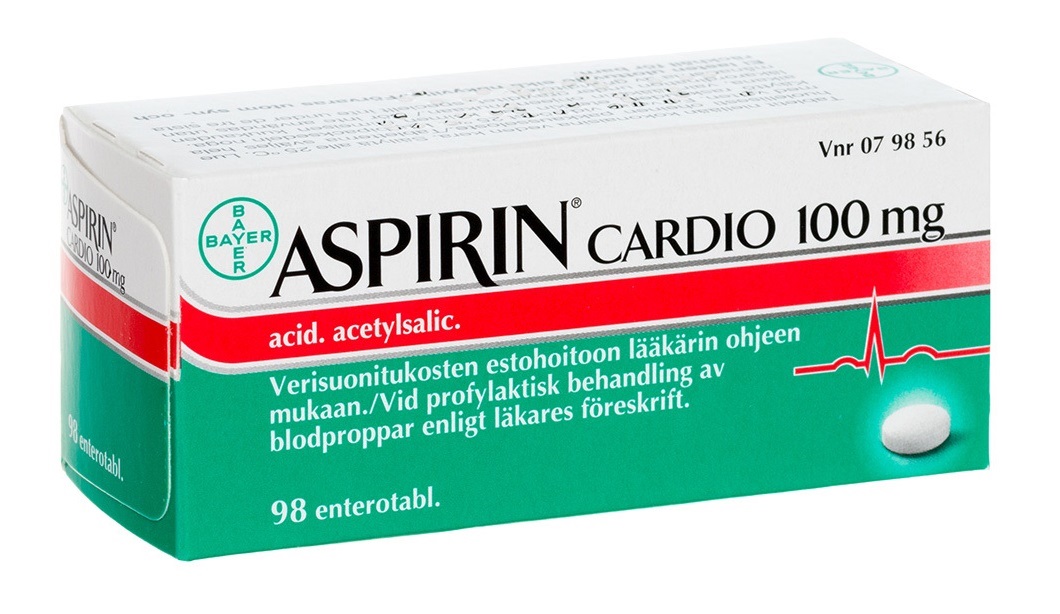 Vnr 07 98 56
BAYER
BAYER
ASPIRIN® CARDIO 100 mg
acid. acetylsalic.
Verisuonitukosten estohoitoon lääkärin ohjeen
mukaan./Vid profylaktisk behandling av
blodproppar enligt läkares föreskrift.
98 enterotabl.
ASPIRIN®
CARDIO 100 mg
98 enterotabl.